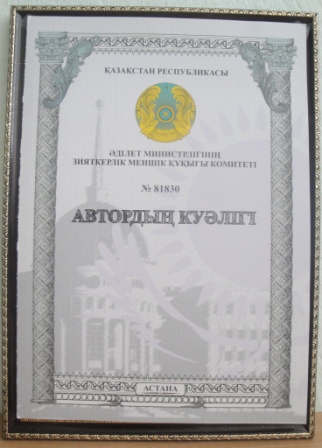 ҚАЗАҚСТАН РЕСПУБЛИКАСЫ
ӘДІЛЕТ МИНИСТРЛІГІНІҢ
ЗИЯТКЕРЛІК МЕНШІК ҚҰҚЫҒЫ КОМИТЕТІ
№ 81830
АВТОРДЫҢ КУӘЛІГІ
АСТАНА